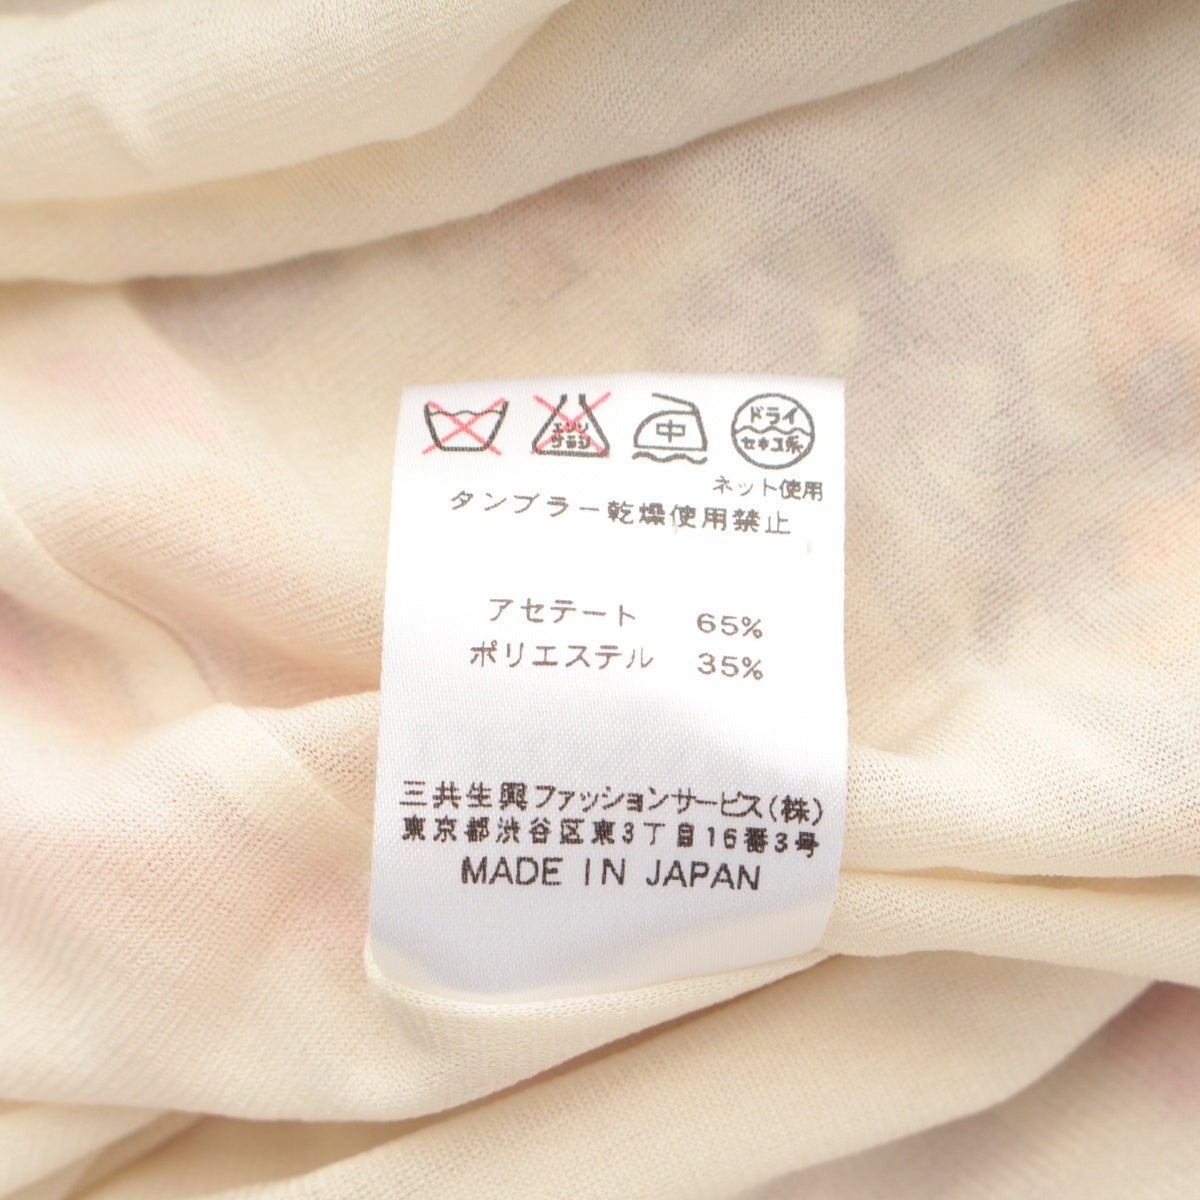 エンソ
サラシ
中
ドライ
セキユ系
ネット使用
タンブラー乾燥使用禁止
アセテート 65%
ポリエステル 35%
三共生興ファッションサービス(株)
東京都渋谷区東3丁目16番3号
MADE IN JAPAN